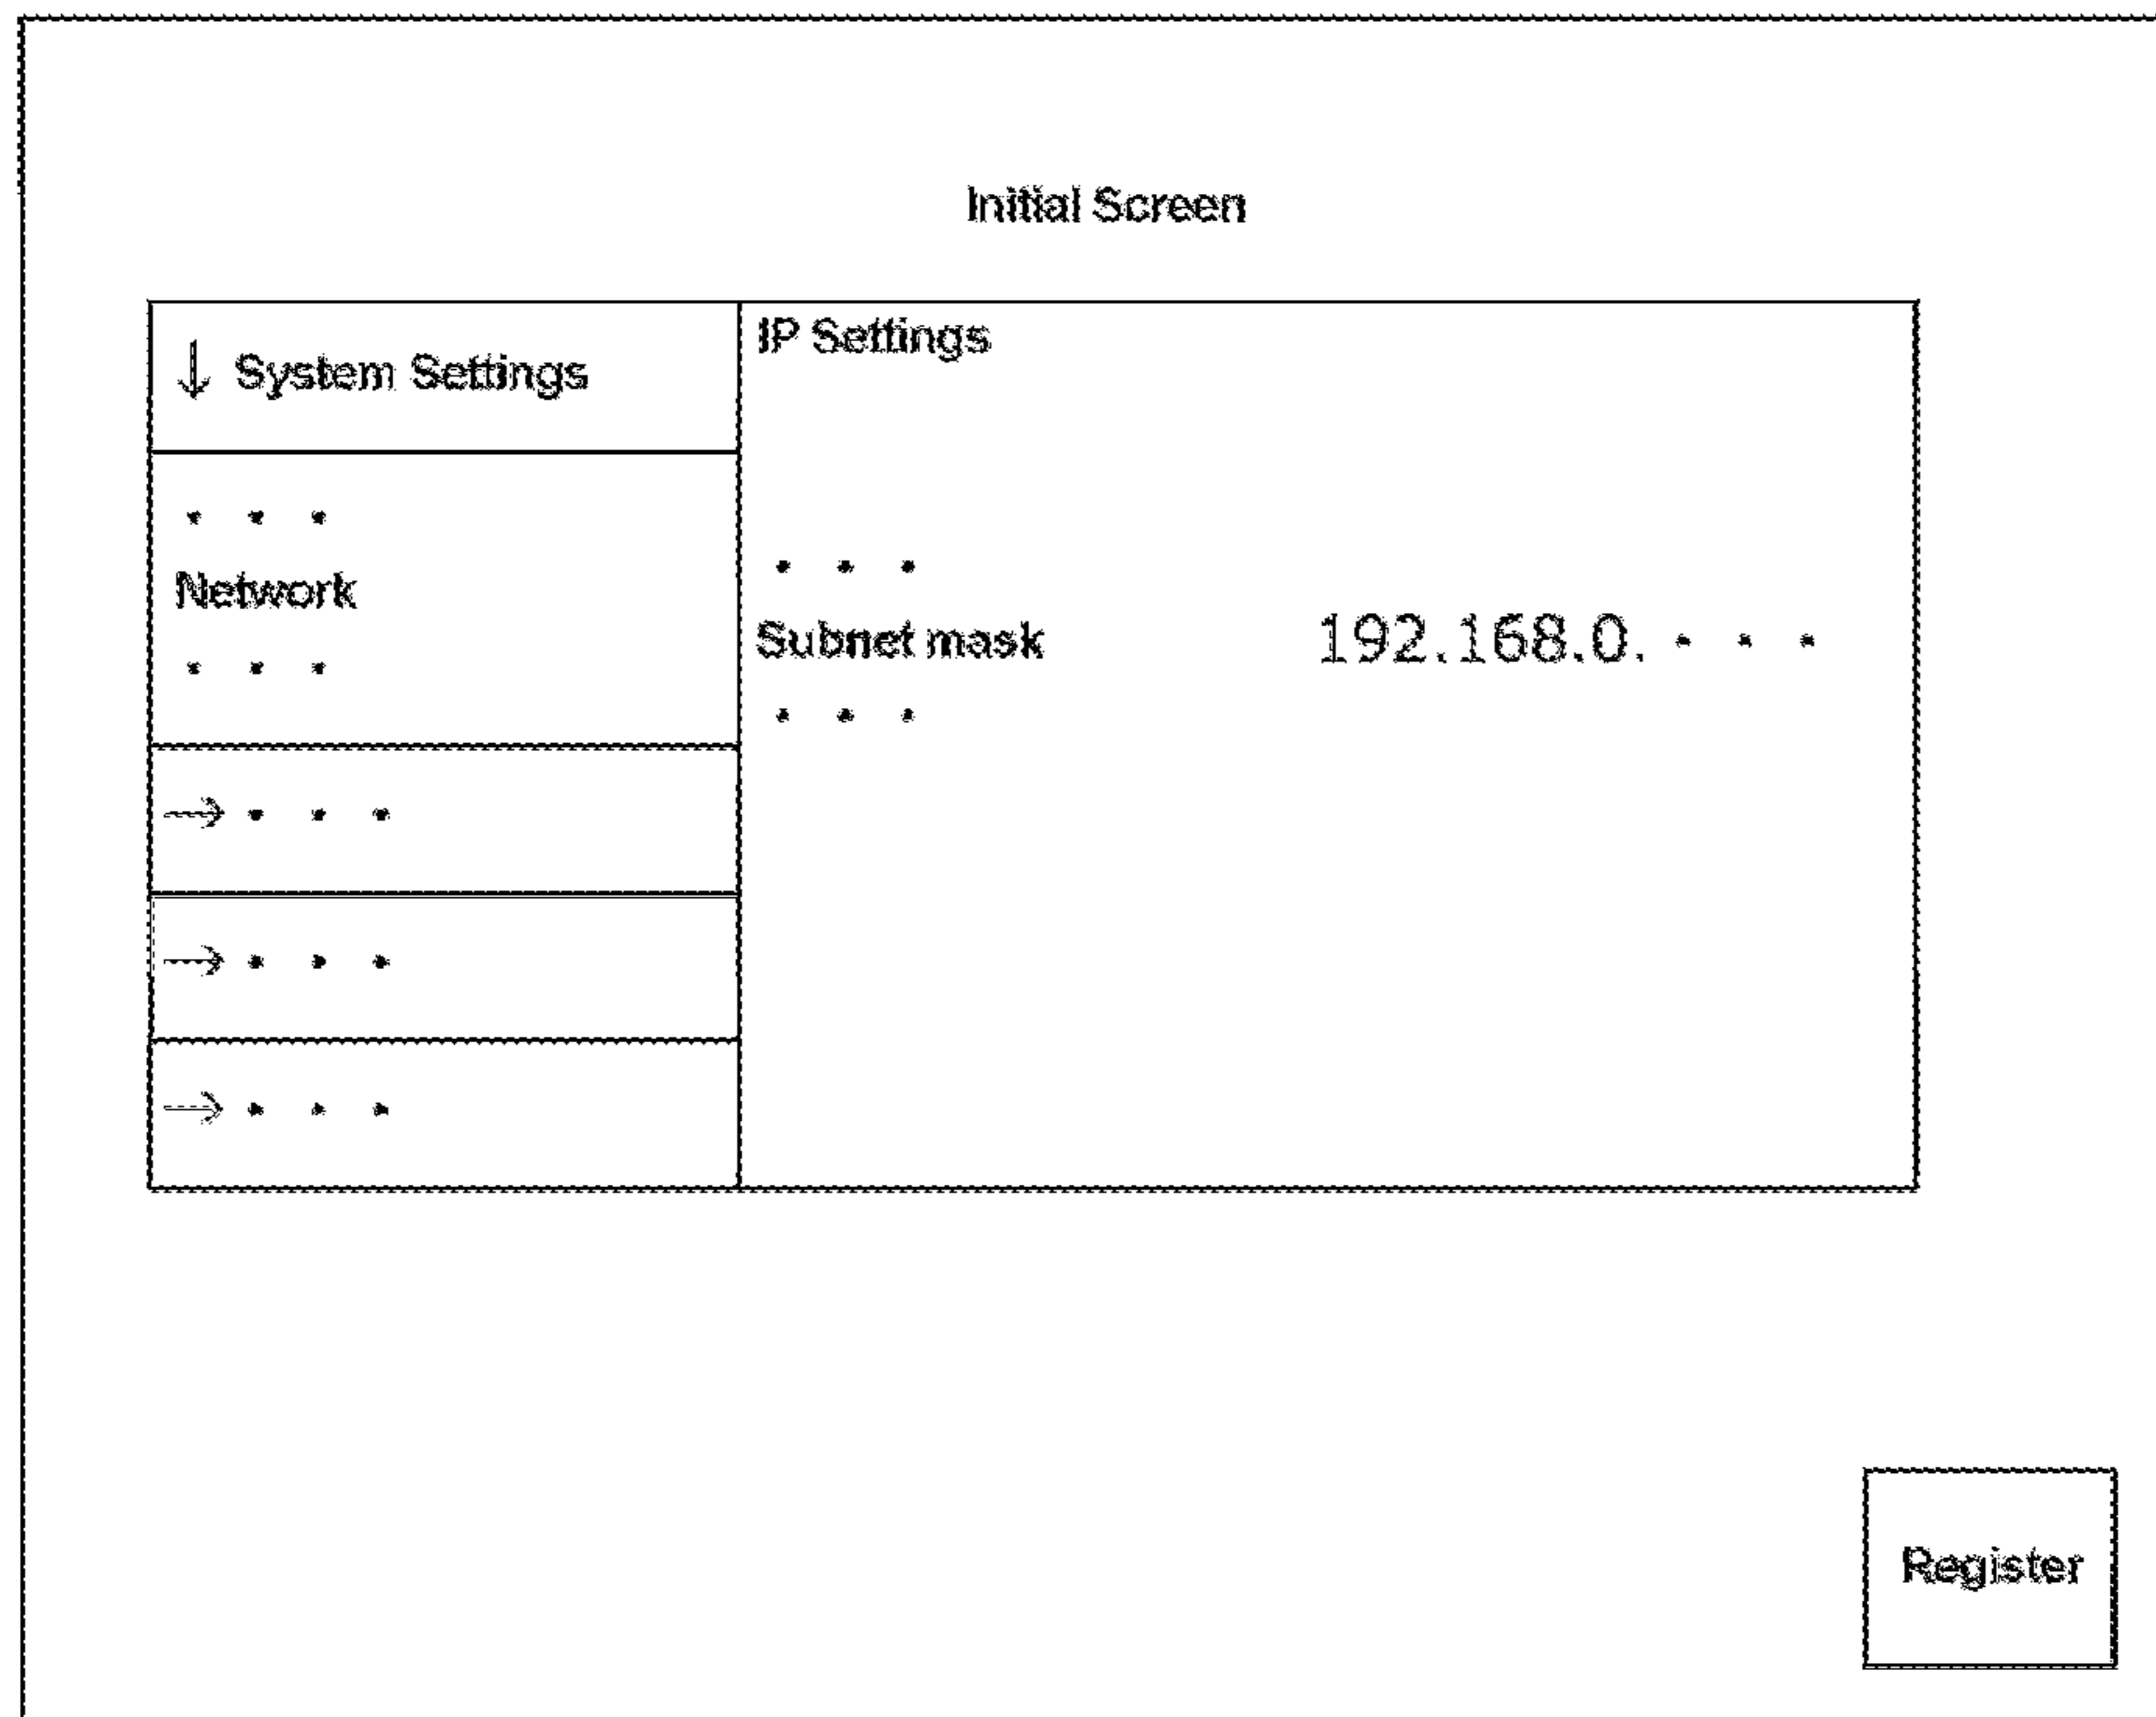 Initial Screen
↓ System Settings
. . .
Network
. . .
→ . . .
→ . . .
→ . . .
IP Settings
. . .
Subnet mask 192.168.0. . . .
. . .
Register